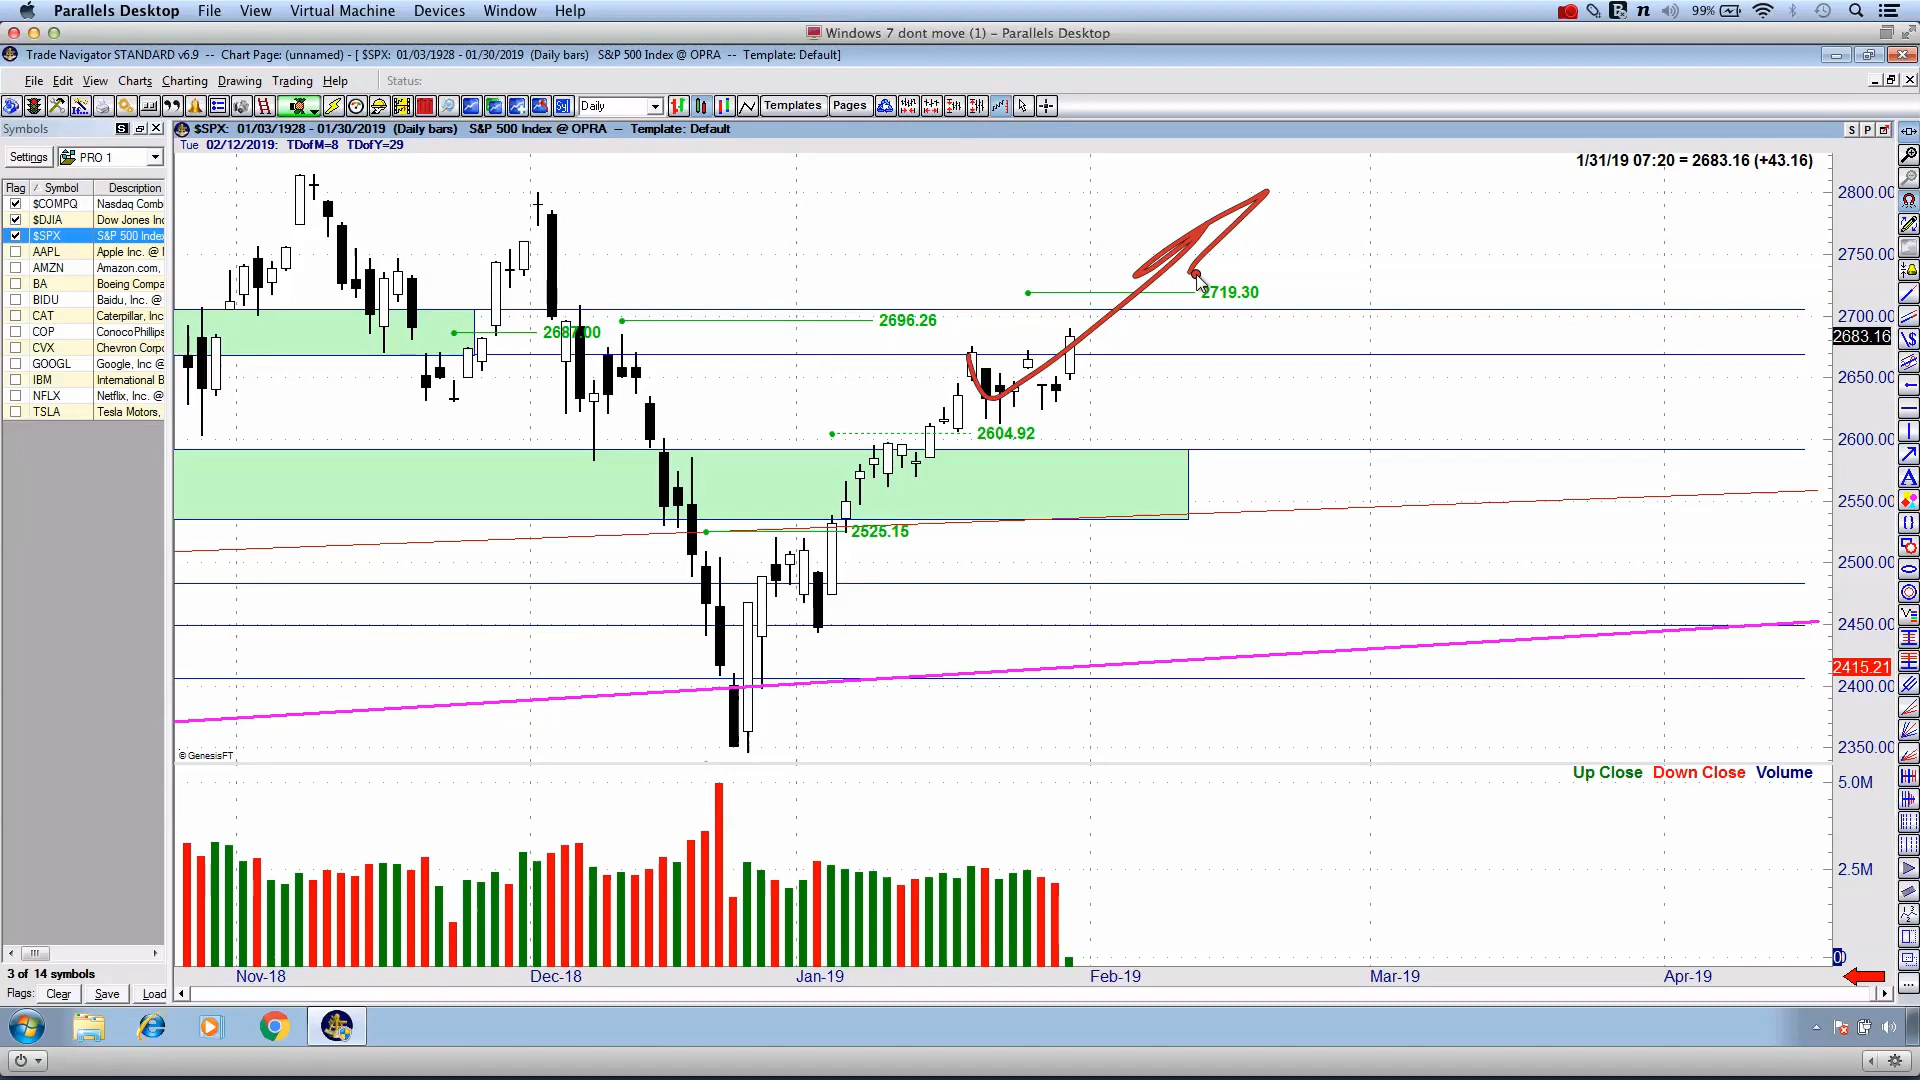 Parallels Desktop File View Virtual Machine Devices Window Help 99%
Windows 7 dont move (1) - Parallels Desktop
Trade Navigator STANDARD v6.9 -- Chart Page: (unnamed) - [ $SPX: 01/03/1928 - 01/30/2019 (Daily bars) S&P 500 Index @ OPRA -- Template: Default]
File Edit View Charts Charting Drawing Trading Help Status:
Daily Templates Pages
Symbols S
$SPX: 01/03/1928 - 01/30/2019 (Daily bars) S&P 500 Index @ OPRA -- Template: Default S P
Tue 02/12/2019: TDofM=8 TDofY=29
Settings PRO 1
1/31/19 07:20 = 2683.16 (+43.16)
Flag Symbol Description
$COMPQ Nasdaq Comb
$DJIA Dow Jones Ind
$SPX S&P 500 Index
AAPL Apple Inc. @
AMZN Amazon.com,
BA Boeing Compa
BIDU Baidu, Inc. (
CAT Caterpillar, Inc
COP ConocoPhillips
CVX Chevron Corp
GOOGL Google, Inc @
IBM International B
NFLX Netflix, Inc. @
TSLA Tesla Motors,
2800.00
2750.00
2719.30
2700.00
2696.26
2687.00
2683.16
2650.00
2604.92
2600.00
2550.00
2525.15
2500.00
2450.00
2415.21
2400.00
2350.00
© GenesisFT
Up Close Down Close Volume
5.0M
2.5M
0
3 of 14 symbols
Nov-18 Dec-18 Jan-19 Feb-19 Mar-19 Apr-19
Flags: Clear Save Load